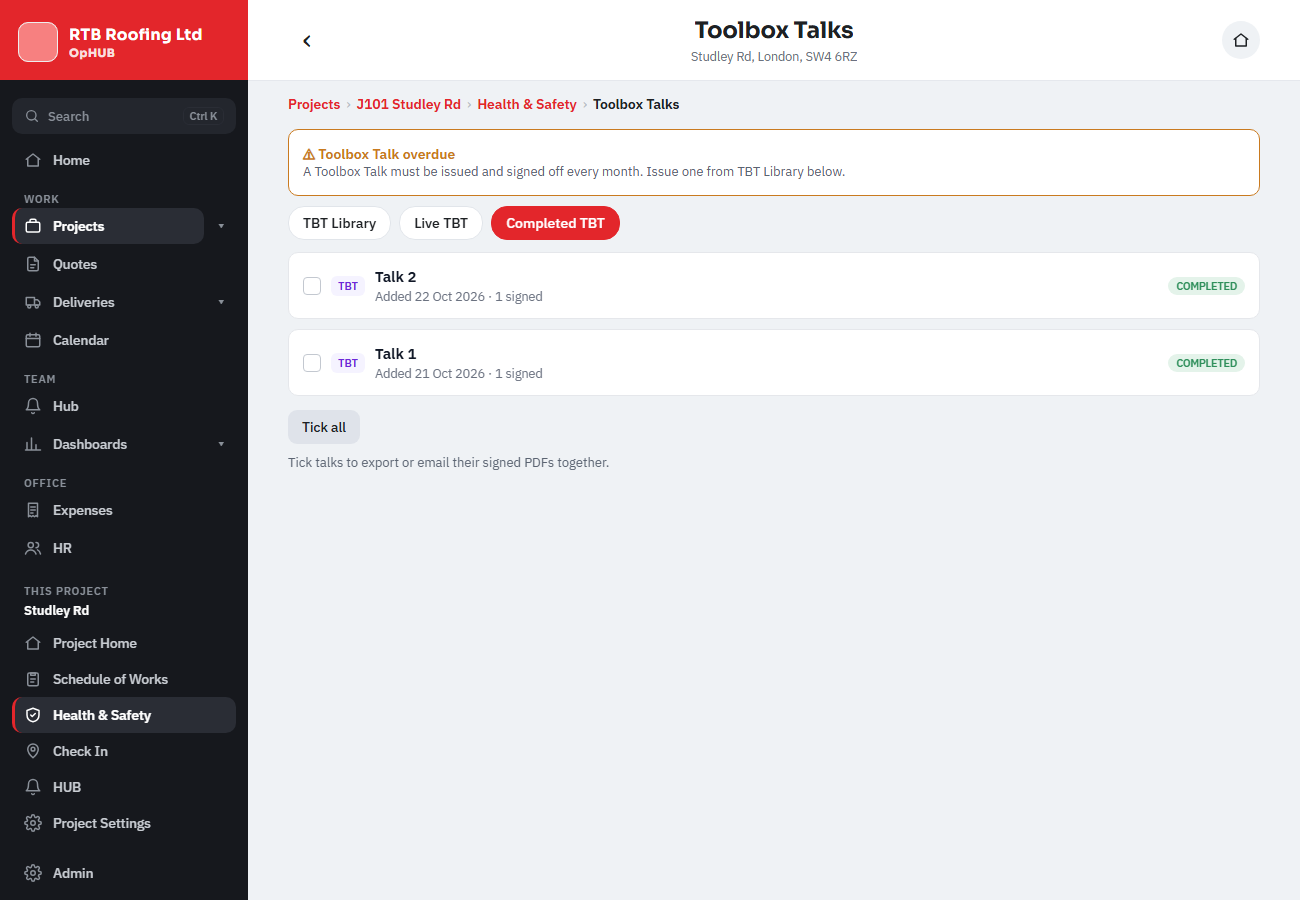 RTB Roofing Ltd
OpHUB
Search Ctrl K
Home
WORK
Projects
Quotes
Deliveries
Calendar
TEAM
Hub
Dashboards
OFFICE
Expenses
HR
THIS PROJECT
Studley Rd
Project Home
Schedule of Works
Health & Safety
Check In
HUB
Project Settings
Admin
Toolbox Talks
Studley Rd, London, SW4 6RZ
Projects › J101 Studley Rd › Health & Safety › Toolbox Talks
⚠ Toolbox Talk overdue
A Toolbox Talk must be issued and signed off every month. Issue one from TBT Library below.
TBT Library Live TBT Completed TBT
TBT Talk 2 COMPLETED
Added 22 Oct 2026 · 1 signed
TBT Talk 1 COMPLETED
Added 21 Oct 2026 · 1 signed
Tick all
Tick talks to export or email their signed PDFs together.